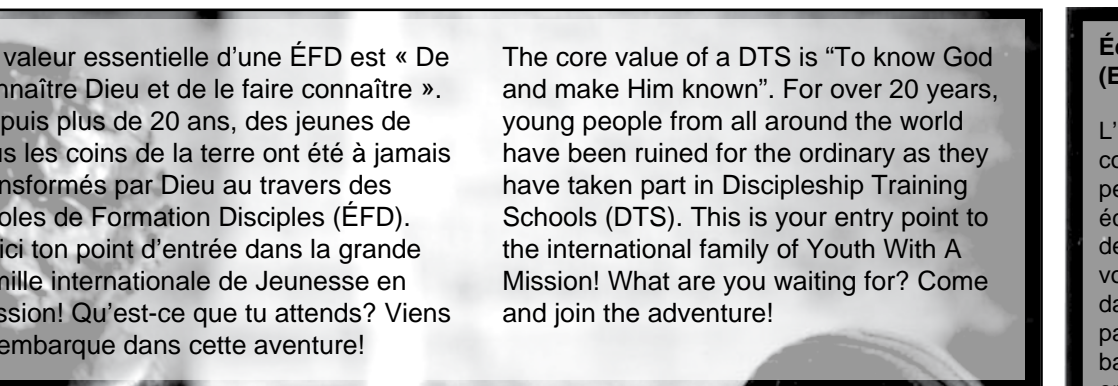 valeur essentielle d’une ÉFD est « De
Dieu et de le faire connaître ».
plus de 20 ans, des jeunes de
les coins de la terre ont été à jamais
par Dieu au travers des
de Formation Disciples (ÉFD).
ton point d’entrée dans la grande
internationale de Jeunesse en
Qu’est-ce que tu attends? Viens
embarque dans cette aventure!
The core value of a DTS is “To know God
and make Him known”. For over 20 years,
young people from all around the world
have been ruined for the ordinary as they
have taken part in Discipleship Training
Schools (DTS). This is your entry point to
the international family of Youth With A
Mission! What are you waiting for? Come
and join the adventure!